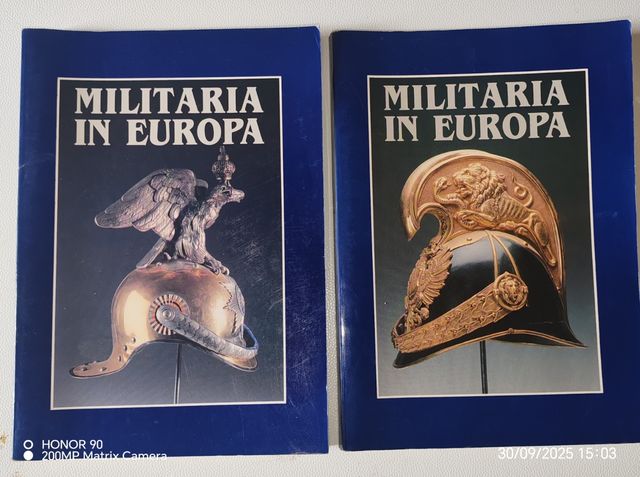 MILITARIA
IN EUROPA
MILITARIA
IN EUROPA
HONOR 90
200MP Matrix Camera
30/09/2025 15:03